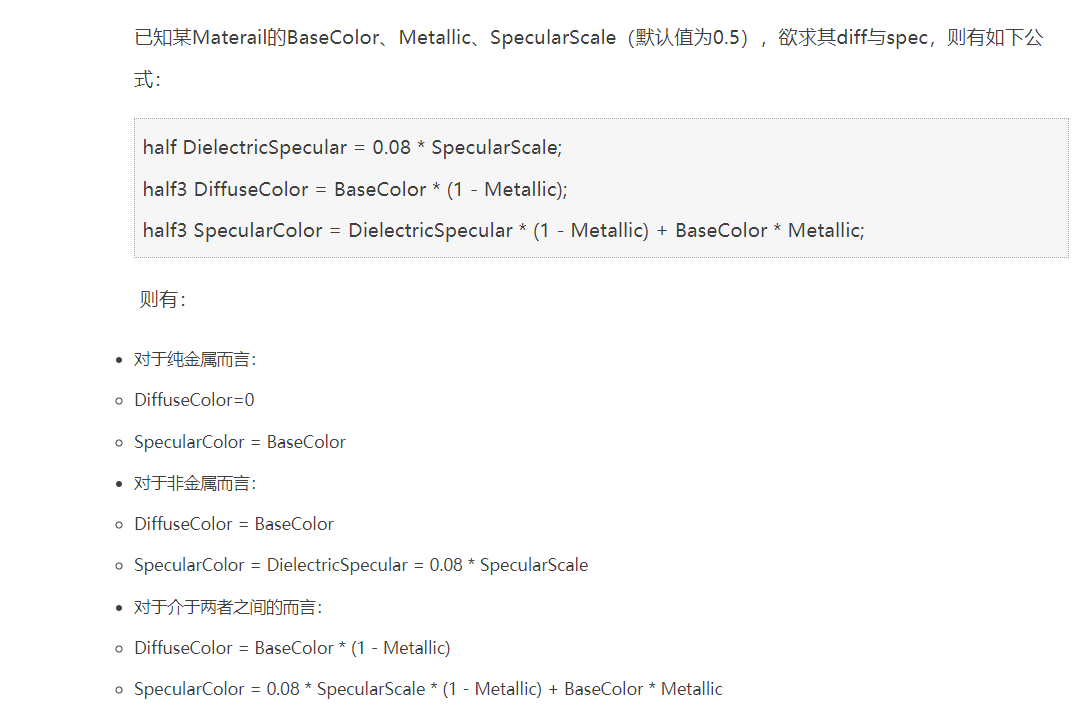 已知某Materail的BaseColor、Metallic、SpecularScale（默认值为0.5），欲求其diff与spec，则有如下公
式：
half DielectricSpecular = 0.08 * SpecularScale;
half3 DiffuseColor = BaseColor * (1 - Metallic);
half3 SpecularColor = DielectricSpecular * (1 - Metallic) + BaseColor * Metallic;
则有：
• 对于纯金属而言：
◦ DiffuseColor=0
◦ SpecularColor = BaseColor
• 对于非金属而言：
◦ DiffuseColor = BaseColor
◦ SpecularColor = DielectricSpecular = 0.08 * SpecularScale
• 对于介于两者之间的而言：
◦ DiffuseColor = BaseColor * (1 - Metallic)
◦ SpecularColor = 0.08 * SpecularScale * (1 - Metallic) + BaseColor * Metallic